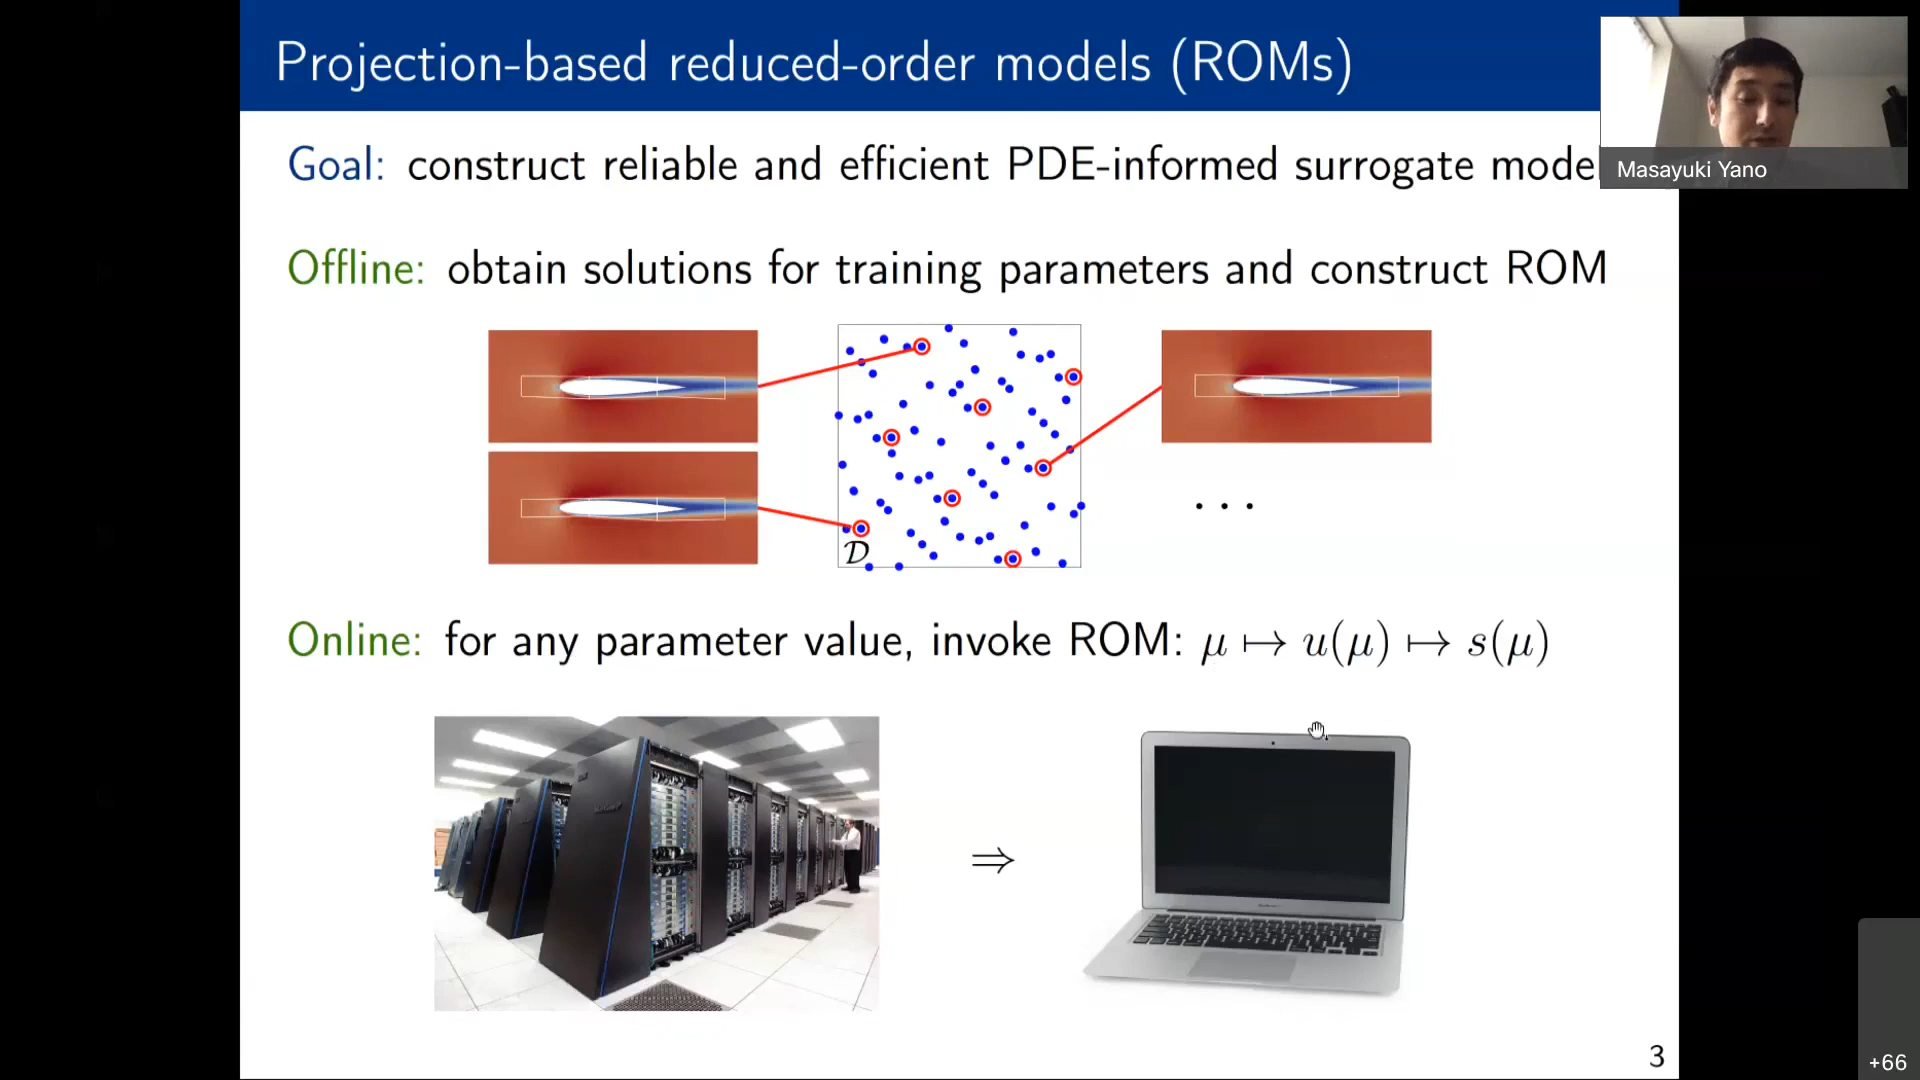 Projection-based reduced-order models (ROMs)
Masayuki Yano
Goal: construct reliable and efficient PDE-informed surrogate mode
Offline: obtain solutions for training parameters and construct ROM
𝒟
. . .
Online: for any parameter value, invoke ROM: μ ↦ u(μ) ↦ s(μ)
⇒
3
+66